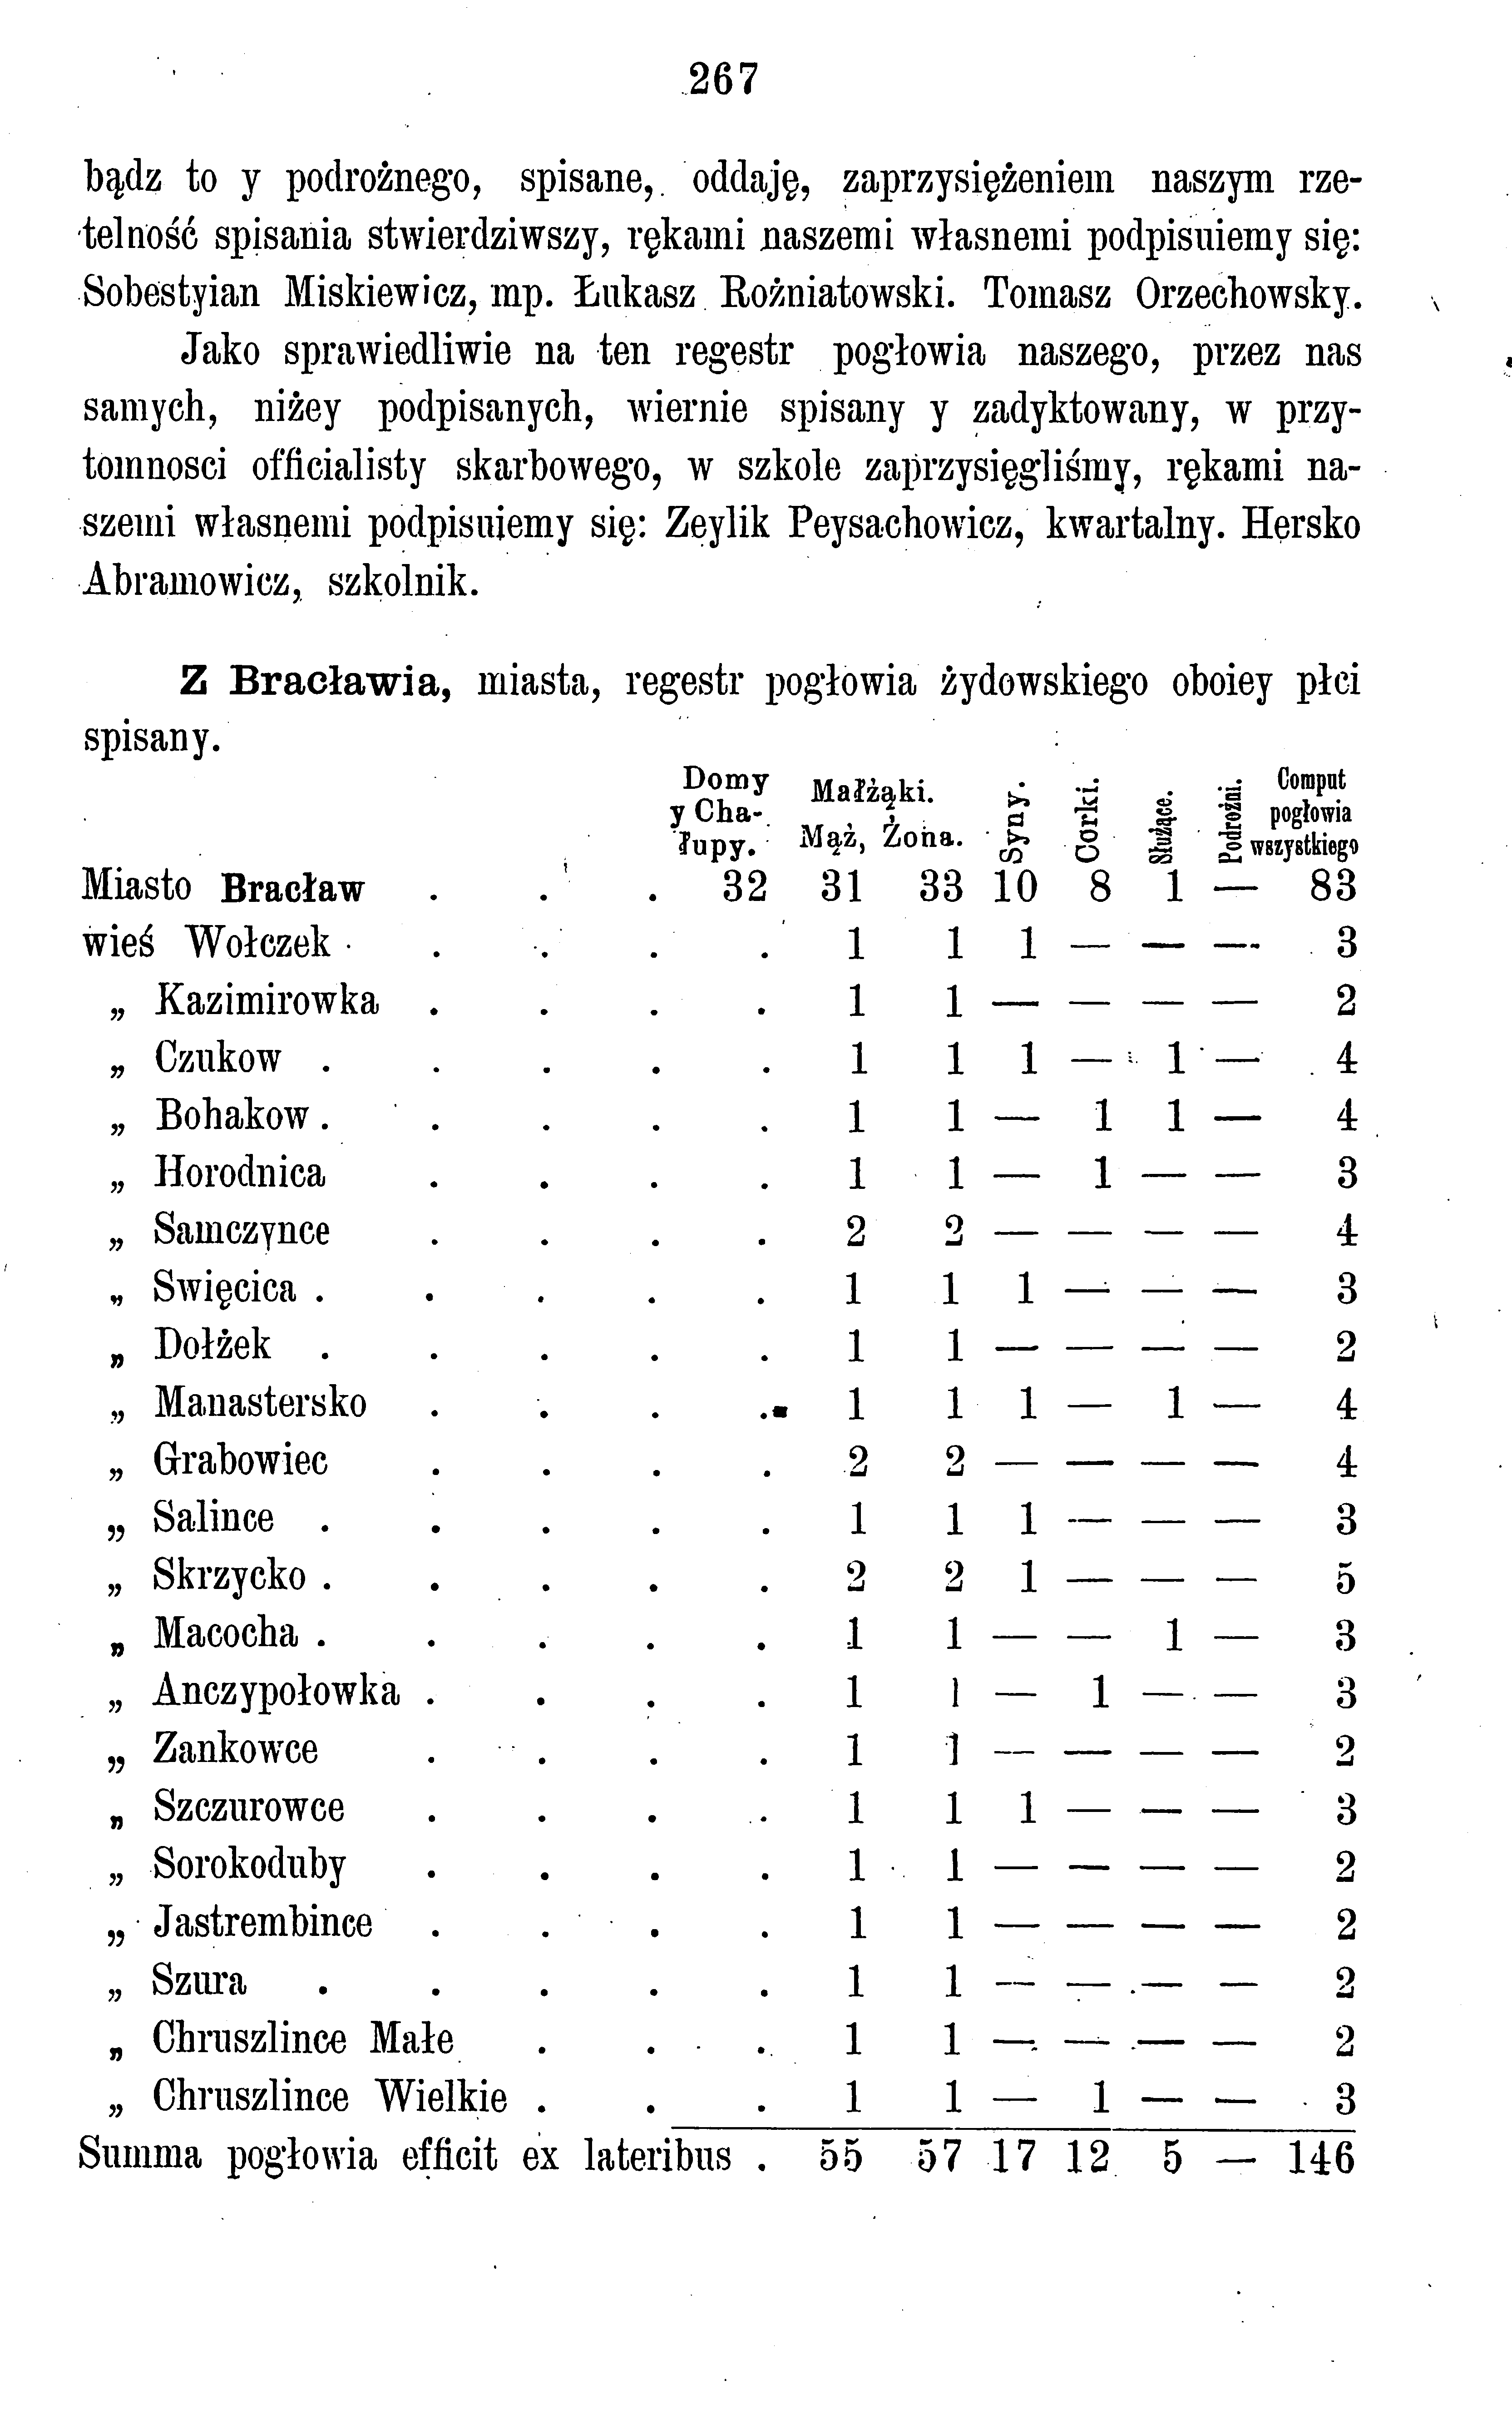 267
bądz to y podrożnego, spisane, oddaję, zaprzysiężeniem naszym rze-
telność spisania stwierdziwszy, rękami naszemi własnemi podpisuiemy się:
Sobestyian Miskiewicz, mp. Łukasz Rożniatowski. Tomasz Orzechowsky.
Jako sprawiedliwie na ten regestr pogłowia naszego, przez nas
samych, niżey podpisanych, wiernie spisany y zadyktowany, w przy-
tomnosci officialisty skarbowego, w szkole zaprzysięgliśmy, rękami na-
szemi własnemi podpisuiemy się: Zeylik Peysachowicz, kwartalny. Hersko
Abramowicz, szkolnik.
Z Bracławia, miasta, regestr pogłowia żydowskiego oboiey płci
spisany.
Domy y Cha- łupy. Małżąki. Mąż, Żona. Syny. Corki. Służące. Podrożni. Comput pogłowia wszystkiego
Miasto Bracław . . . 32 31 33 10 8 1 — 83
wieś Wołczek . . . . 1 1 1 — — — 3
„ Kazimirowka . . . . 1 1 — — — — 2
„ Czukow . . . . . 1 1 1 — 1 — 4
„ Bohakow . . . . . 1 1 — 1 1 — 4
„ Horodnica . . . . 1 1 — 1 — — 3
„ Samczynce . . . . 2 2 — — — — 4
„ Swięcica . . . . . 1 1 1 — — — 3
„ Dołżek . . . . . 1 1 — — — — 2
„ Manastersko . . . . 1 1 1 — 1 — 4
„ Grabowiec . . . . 2 2 — — — — 4
„ Salince . . . . . 1 1 1 — — — 3
„ Skrzycko . . . . . 2 2 1 — — — 5
„ Macocha . . . . . 1 1 — — 1 — 3
„ Anczypołowka . . . . 1 1 — 1 — — 3
„ Zankowce . . . . 1 1 — — — — 2
„ Szczurowce . . . . 1 1 1 — — — 3
„ Sorokoduby . . . . 1 1 — — — — 2
„ Jastrembince . . . . 1 1 — — — — 2
„ Szura . . . . . 1 1 — — — — 2
„ Chruszlince Małe . . . 1 1 — — — — 2
„ Chruszlince Wielkie . . . 1 1 — 1 — — 3
Summa pogłowia efficit ex lateribus . 55 57 17 12 5 — 146